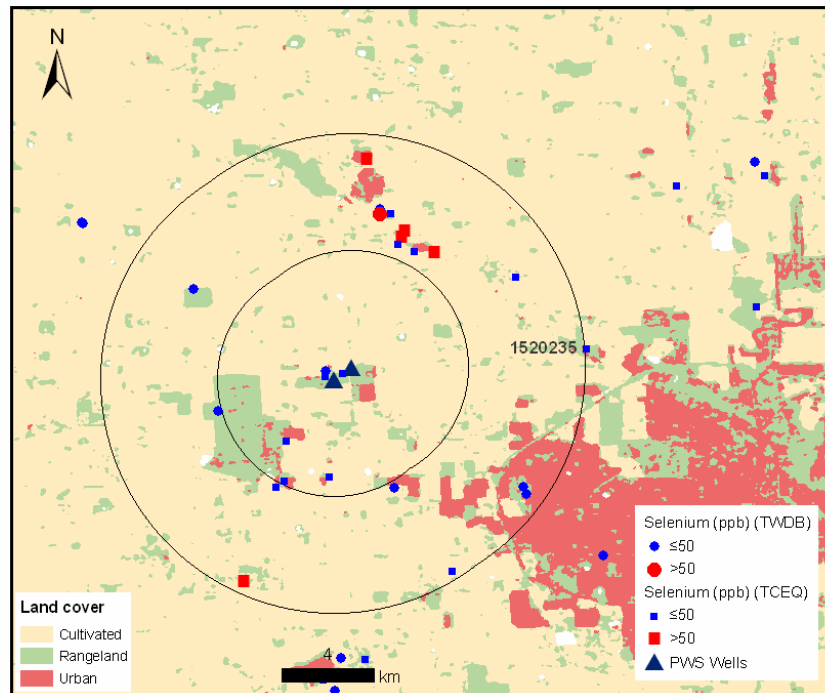 N
1520235
Selenium (ppb) (TWDB)
≤50
>50
Selenium (ppb) (TCEQ)
≤50
>50
PWS Wells
Land cover
Cultivated
Rangeland
Urban
4
km